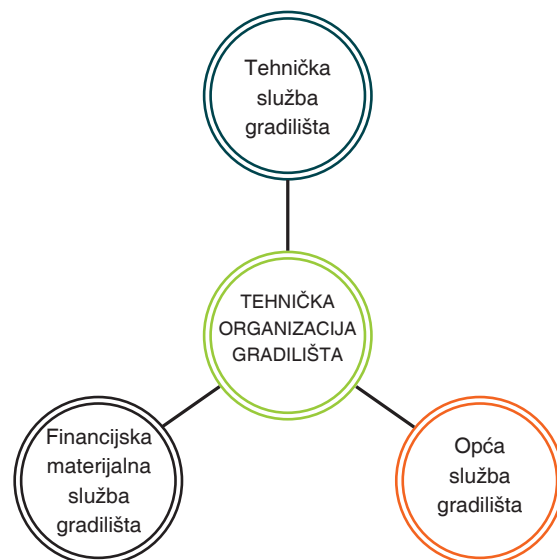 Tehnička
služba
gradilišta
TEHNIČKA
ORGANIZACIJA
GRADILIŠTA
Financijska
materijalna
služba
gradilišta
Opća
služba
gradilišta